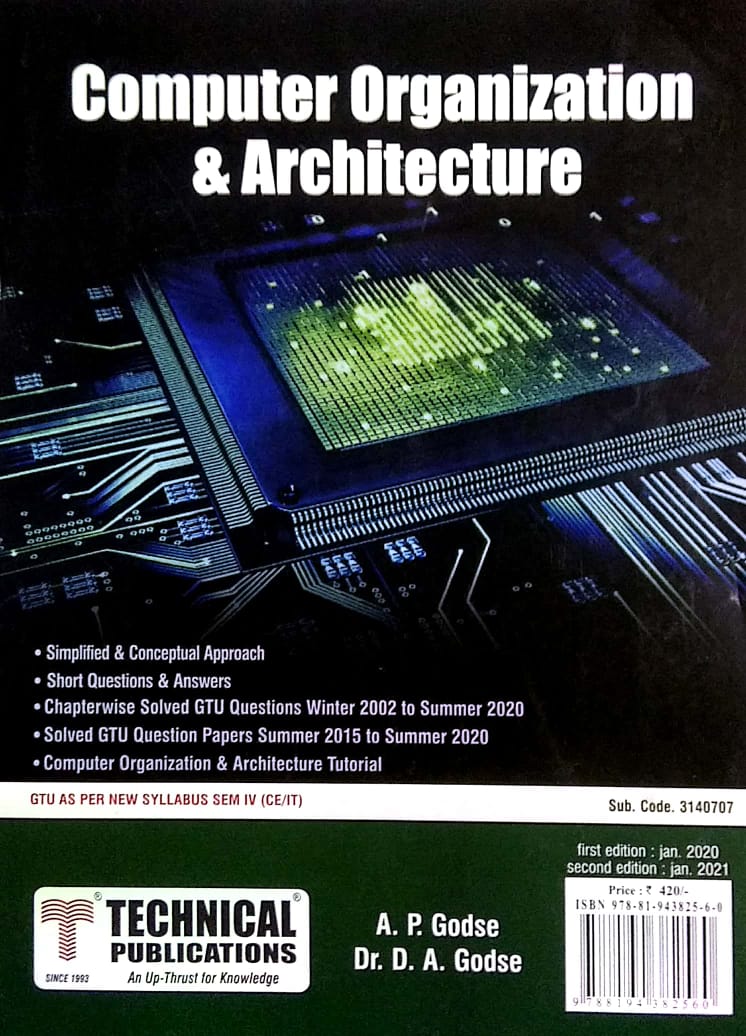 Computer Organization
& Architecture
• Simplified & Conceptual Approach
• Short Questions & Answers
• Chapterwise Solved GTU Questions Winter 2002 to Summer 2020
• Solved GTU Question Papers Summer 2015 to Summer 2020
• Computer Organization & Architecture Tutorial
GTU AS PER NEW SYLLABUS SEM IV (CE/IT)
Sub. Code. 3140707
first edition : jan. 2020
second edition : jan. 2021
Price : ₹ 420/-
ISBN 978-81-943825-6-0
9 788194 382560
® TECHNICAL ®
PUBLICATIONS
SINCE 1993 An Up-Thrust for Knowledge
A. P. Godse
Dr. D. A. Godse